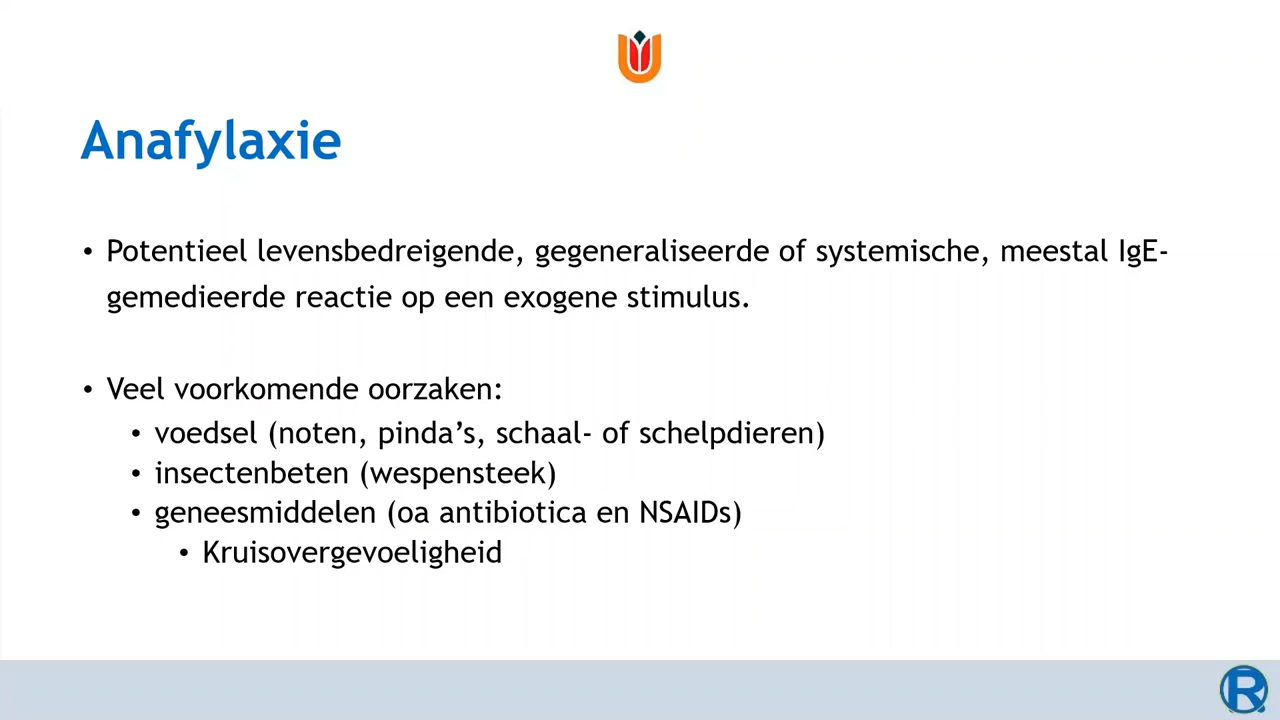 Anafylaxie
• Potentieel levensbedreigende, gegeneraliseerde of systemische, meestal IgE-
gemedieerde reactie op een exogene stimulus.
• Veel voorkomende oorzaken:
• voedsel (noten, pinda’s, schaal- of schelpdieren)
• insectenbeten (wespensteek)
• geneesmiddelen (oa antibiotica en NSAIDs)
• Kruisovergevoeligheid
R